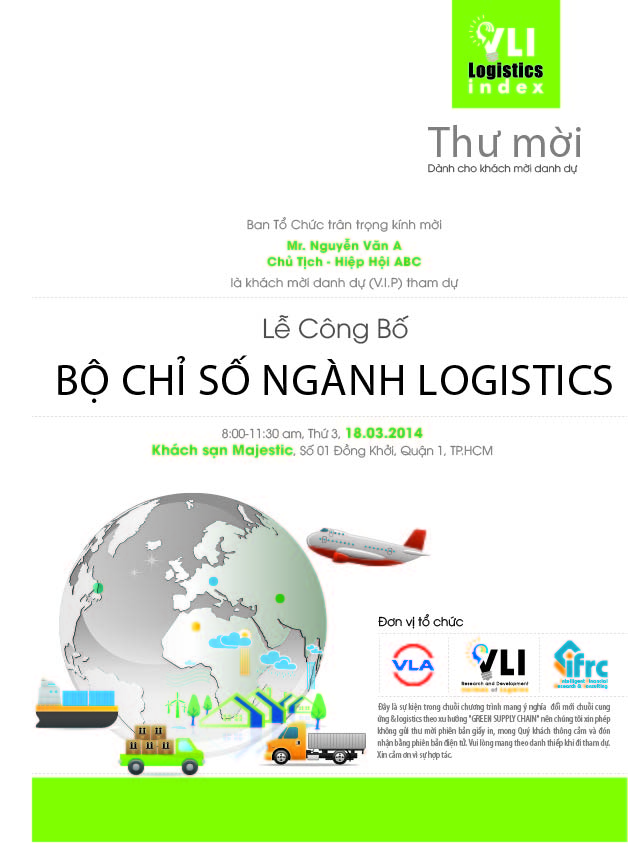 VLI
Logistics
index
Thư mời
Dành cho khách mời danh dự
Ban Tổ Chức trân trọng kính mời
Mr. Nguyễn Văn A
Chủ Tịch - Hiệp Hội ABC
là khách mời danh dự (V.I.P) tham dự
Lễ Công Bố
BỘ CHỈ SỐ NGÀNH LOGISTICS
8:00-11:30 am, Thứ 3, 18.03.2014
Khách sạn Majestic, Số 01 Đồng Khởi, Quận 1, TP.HCM
Đơn vị tổ chức
VLA
VLI
Research and Development
ifrc
Intelligent Financial
Research & Consulting
Đây là sự kiện trong chuỗi chương trình mang ý nghĩa đổi mới chuỗi cung
ứng &logistics theo xu hướng "GREEN SUPPLY CHAIN" nên chúng tôi xin phép
không gửi thư mời phiên bản giấy in, mong Quý khách thông cảm và đón
nhận bằng phiên bản điện tử. Vui lòng mang theo danh thiếp khi đi tham dự.
Xin cảm ơn vì sự hợp tác.